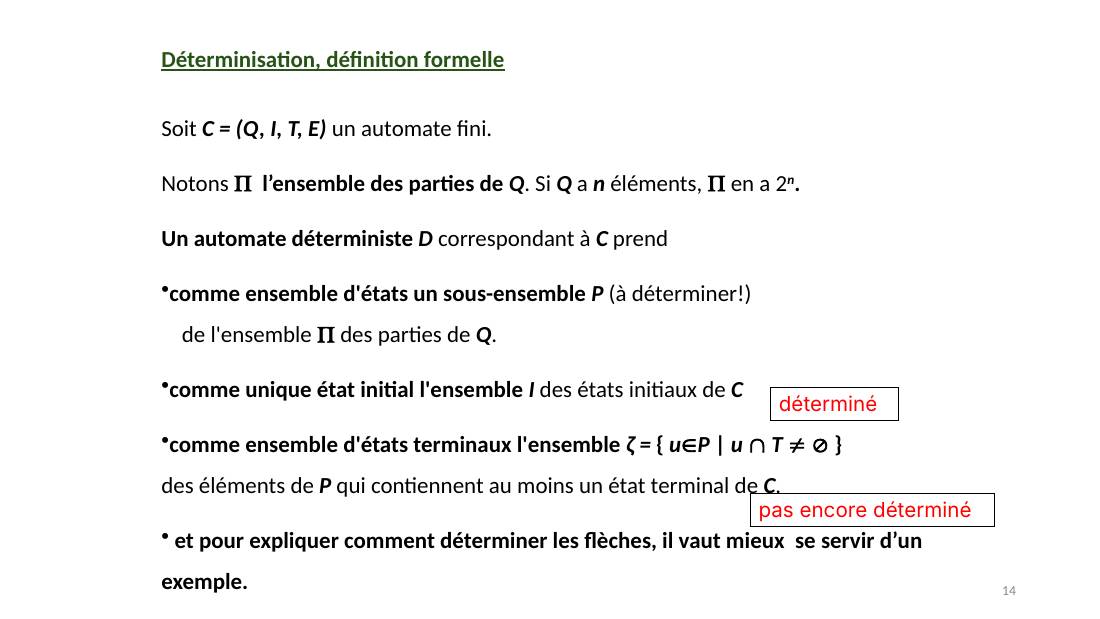 Déterminisation, définition formelle
Soit C = (Q, I, T, E) un automate fini.
Notons Π l’ensemble des parties de Q. Si Q a n éléments, Π en a 2ⁿ.
Un automate déterministe D correspondant à C prend
•comme ensemble d'états un sous-ensemble P (à déterminer!)
de l'ensemble Π des parties de Q.
•comme unique état initial l'ensemble I des états initiaux de C
déterminé
•comme ensemble d'états terminaux l'ensemble ζ = { u∈P | u ∩ T ≠ ∅ }
des éléments de P qui contiennent au moins un état terminal de C.
pas encore déterminé
• et pour expliquer comment déterminer les flèches, il vaut mieux se servir d’un
exemple.
14